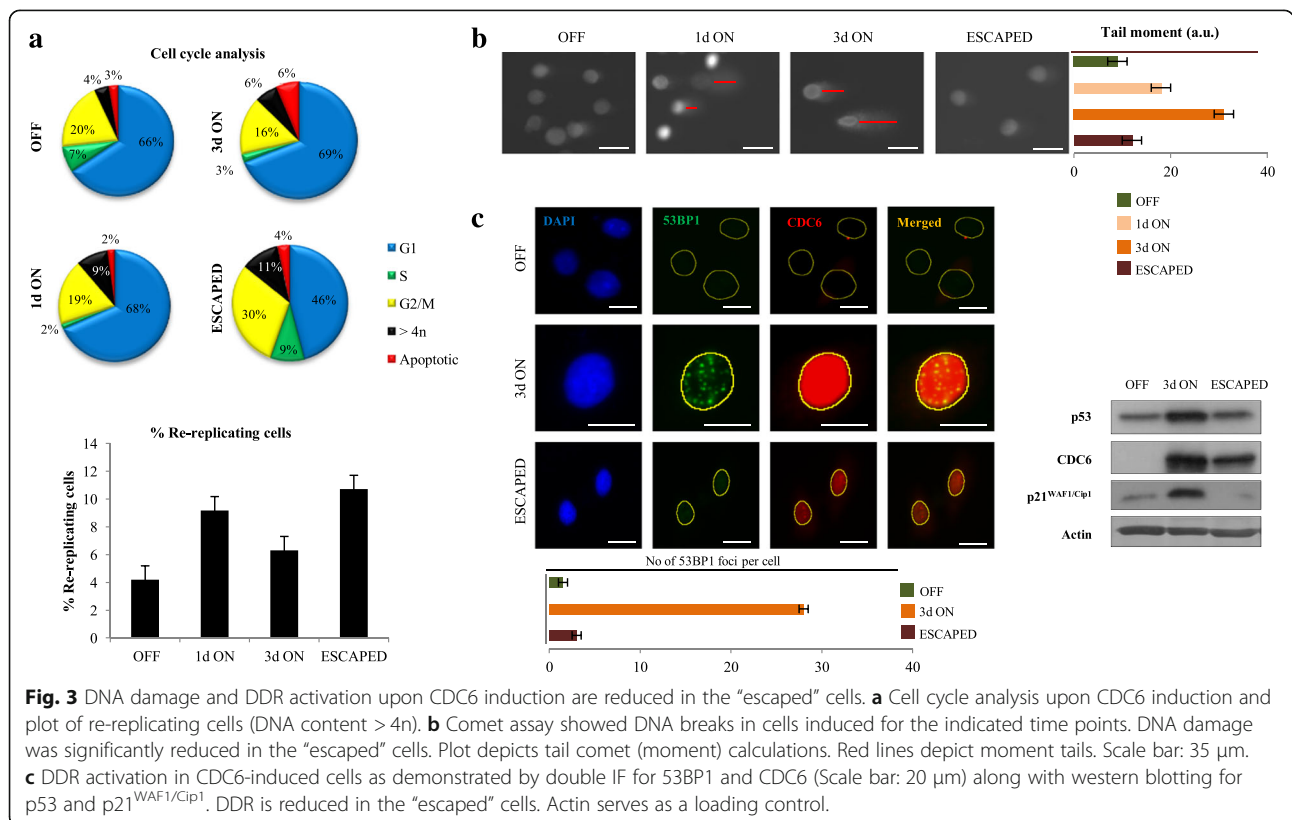 a
Cell cycle analysis
OFF
4%
3%
20%
7%
66%
3d ON
6%
6%
16%
3%
69%
1d ON
2%
9%
19%
2%
68%
ESCAPED
4%
11%
46%
30%
9%
G1
S
G2/M
> 4n
Apoptotic
% Re-replicating cells
% Re-replicating cells
14
12
10
8
6
4
2
0
OFF 1d ON 3d ON ESCAPED
b
OFF 1d ON 3d ON ESCAPED
Tail moment (a.u.)
0 20 40
OFF
1d ON
3d ON
ESCAPED
c
DAPI 53BP1 CDC6 Merged
OFF
3d ON
ESCAPED
No of 53BP1 foci per cell
0 10 20 30 40
OFF
3d ON
ESCAPED
OFF 3d ON ESCAPED
p53
CDC6
p21WAF1/Cip1
Actin
Fig. 3 DNA damage and DDR activation upon CDC6 induction are reduced in the “escaped” cells. a Cell cycle analysis upon CDC6 induction and
plot of re-replicating cells (DNA content > 4n). b Comet assay showed DNA breaks in cells induced for the indicated time points. DNA damage
was significantly reduced in the “escaped” cells. Plot depicts tail comet (moment) calculations. Red lines depict moment tails. Scale bar: 35 μm.
c DDR activation in CDC6-induced cells as demonstrated by double IF for 53BP1 and CDC6 (Scale bar: 20 μm) along with western blotting for
p53 and p21WAF1/Cip1. DDR is reduced in the “escaped” cells. Actin serves as a loading control.